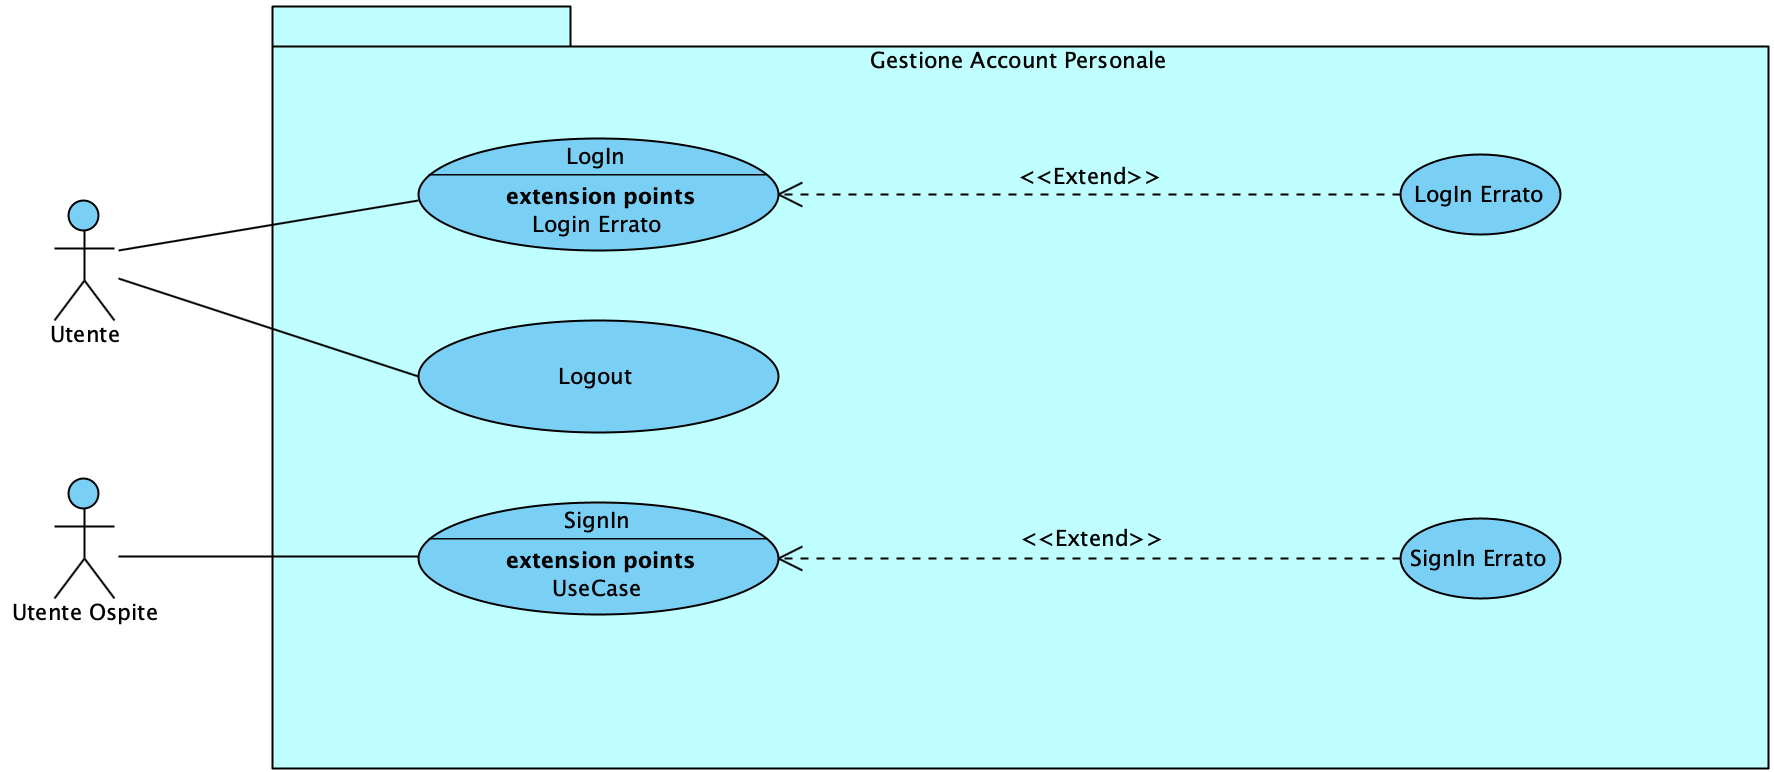 Gestione Account Personale
LogIn
extension points
Login Errato
<<Extend>>
LogIn Errato
Utente
Logout
SignIn
extension points
UseCase
<<Extend>>
SignIn Errato
Utente Ospite